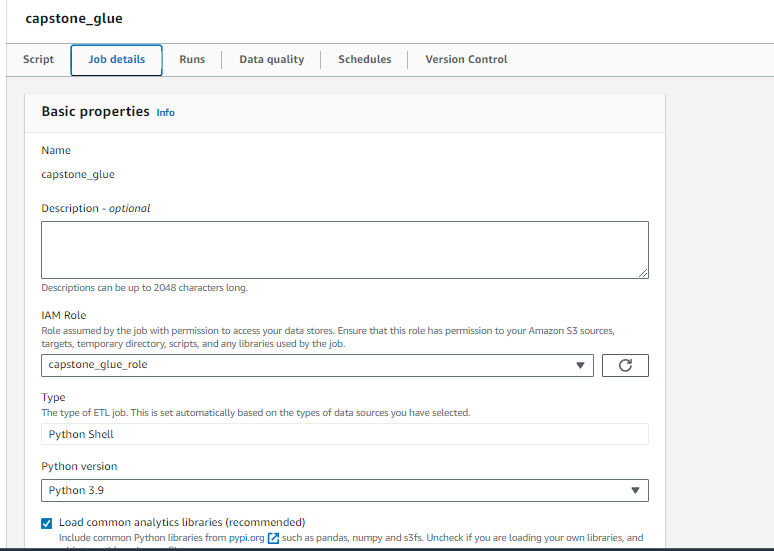 capstone_glue
Script
Job details
Runs
Data quality
Schedules
Version Control
Basic properties Info
Name
capstone_glue
Description - optional
Descriptions can be up to 2048 characters long.
IAM Role
Role assumed by the job with permission to access your data stores. Ensure that this role has permission to your Amazon S3 sources,
targets, temporary directory, scripts, and any libraries used by the job.
capstone_glue_role
Type
The type of ETL job. This is set automatically based on the types of data sources you have selected.
Python Shell
Python version
Python 3.9
Load common analytics libraries (recommended)
Include common Python libraries from pypi.org such as pandas, numpy and s3fs. Uncheck if you are loading your own libraries, and